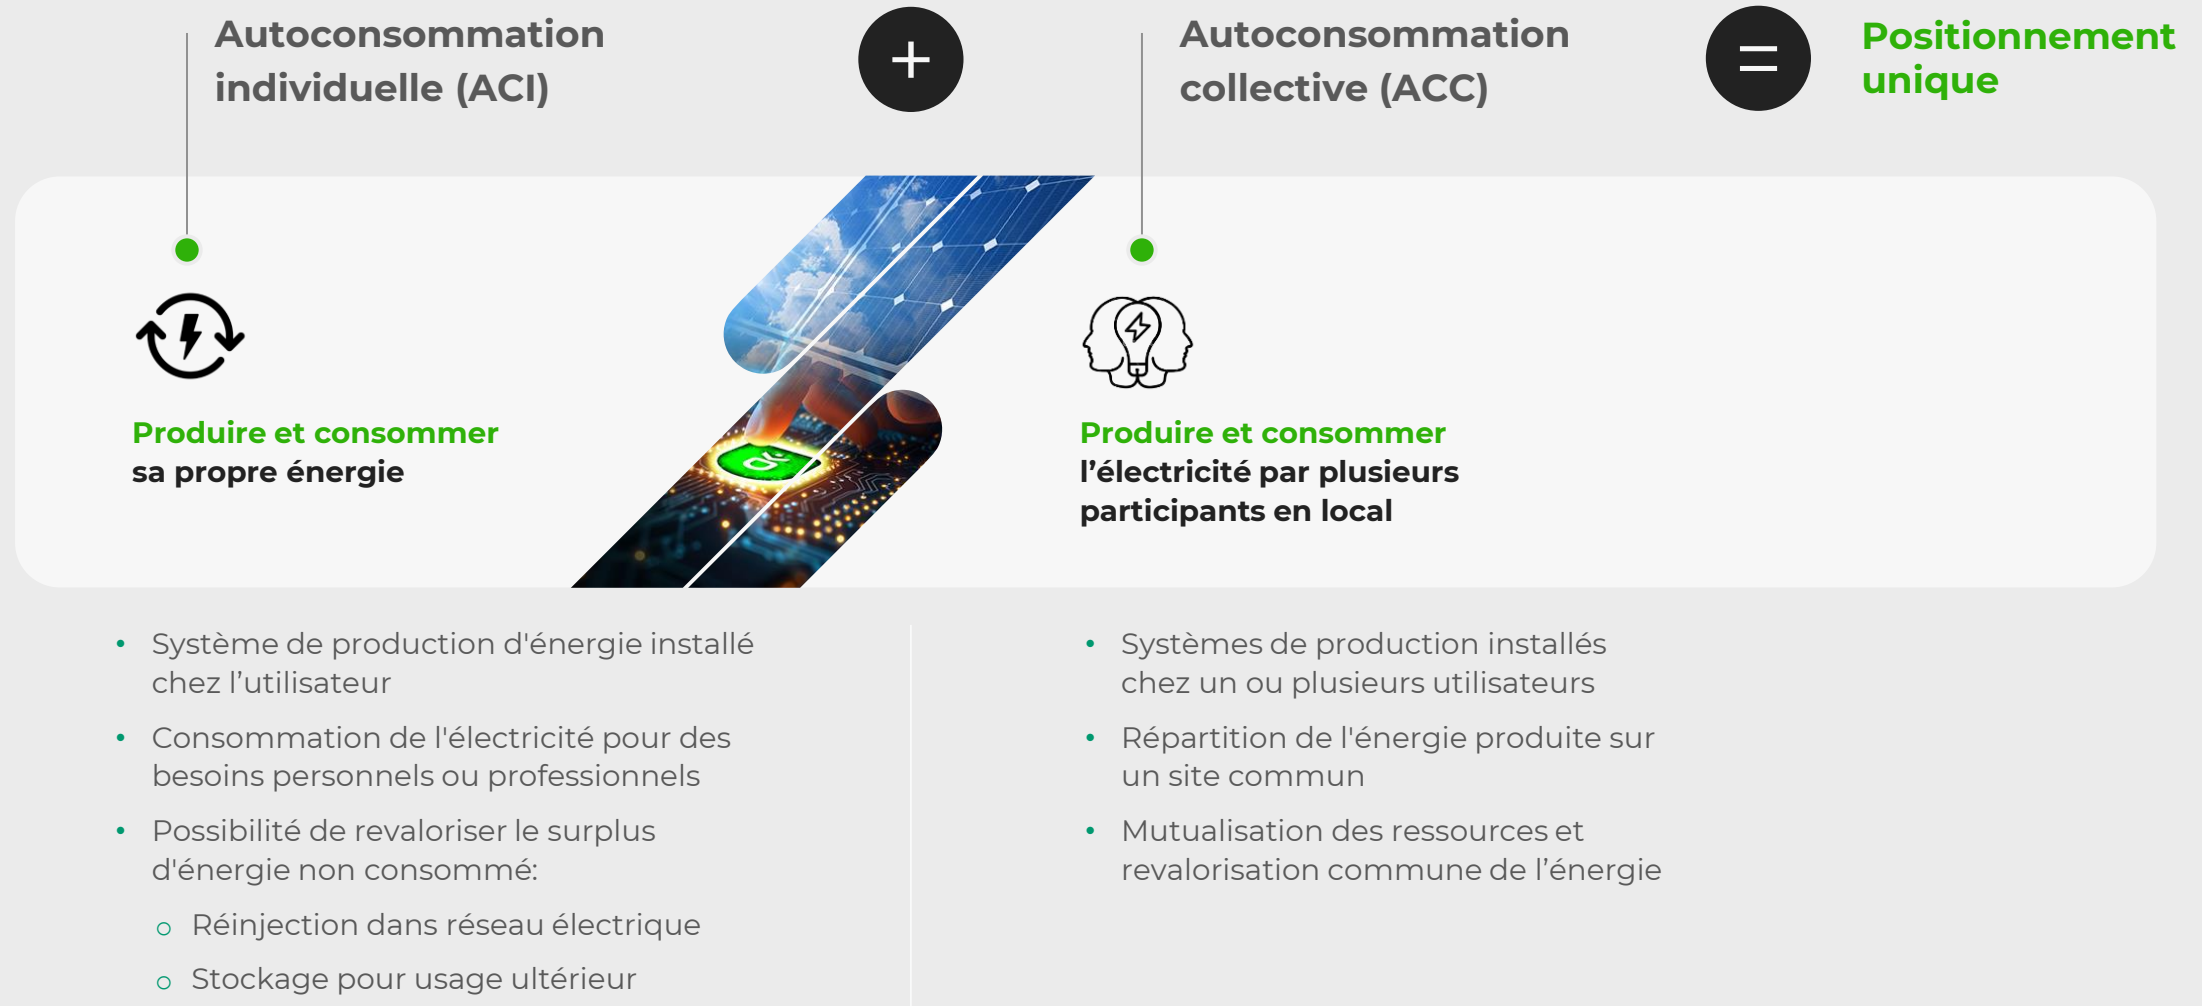 Autoconsommation
individuelle (ACI)
+
Autoconsommation
collective (ACC)
=
Positionnement
unique
Produire et consommer
sa propre énergie
Produire et consommer
l’électricité par plusieurs
participants en local
• Système de production d'énergie installé
chez l’utilisateur
• Consommation de l'électricité pour des
besoins personnels ou professionnels
• Possibilité de revaloriser le surplus
d'énergie non consommé:
o Réinjection dans réseau électrique
o Stockage pour usage ultérieur
• Systèmes de production installés
chez un ou plusieurs utilisateurs
• Répartition de l'énergie produite sur
un site commun
• Mutualisation des ressources et
revalorisation commune de l’énergie